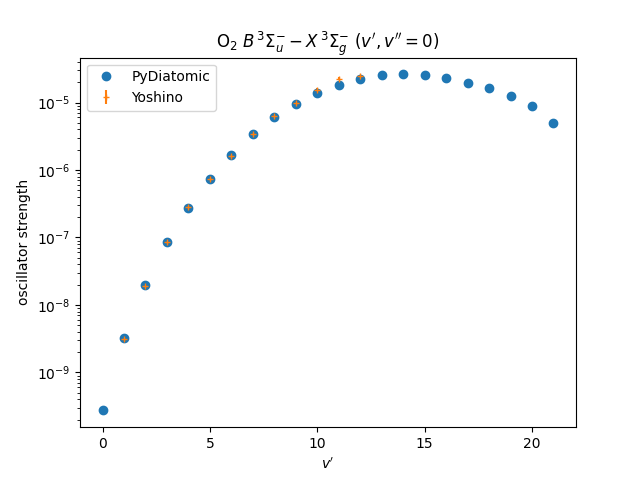 O₂ B ³Σᵤ⁻ − X ³Σg⁻ (v′, v″ = 0)
PyDiatomic
Yoshino
oscillator strength
10⁻⁵
10⁻⁶
10⁻⁷
10⁻⁸
10⁻⁹
0 5 10 15 20
v′